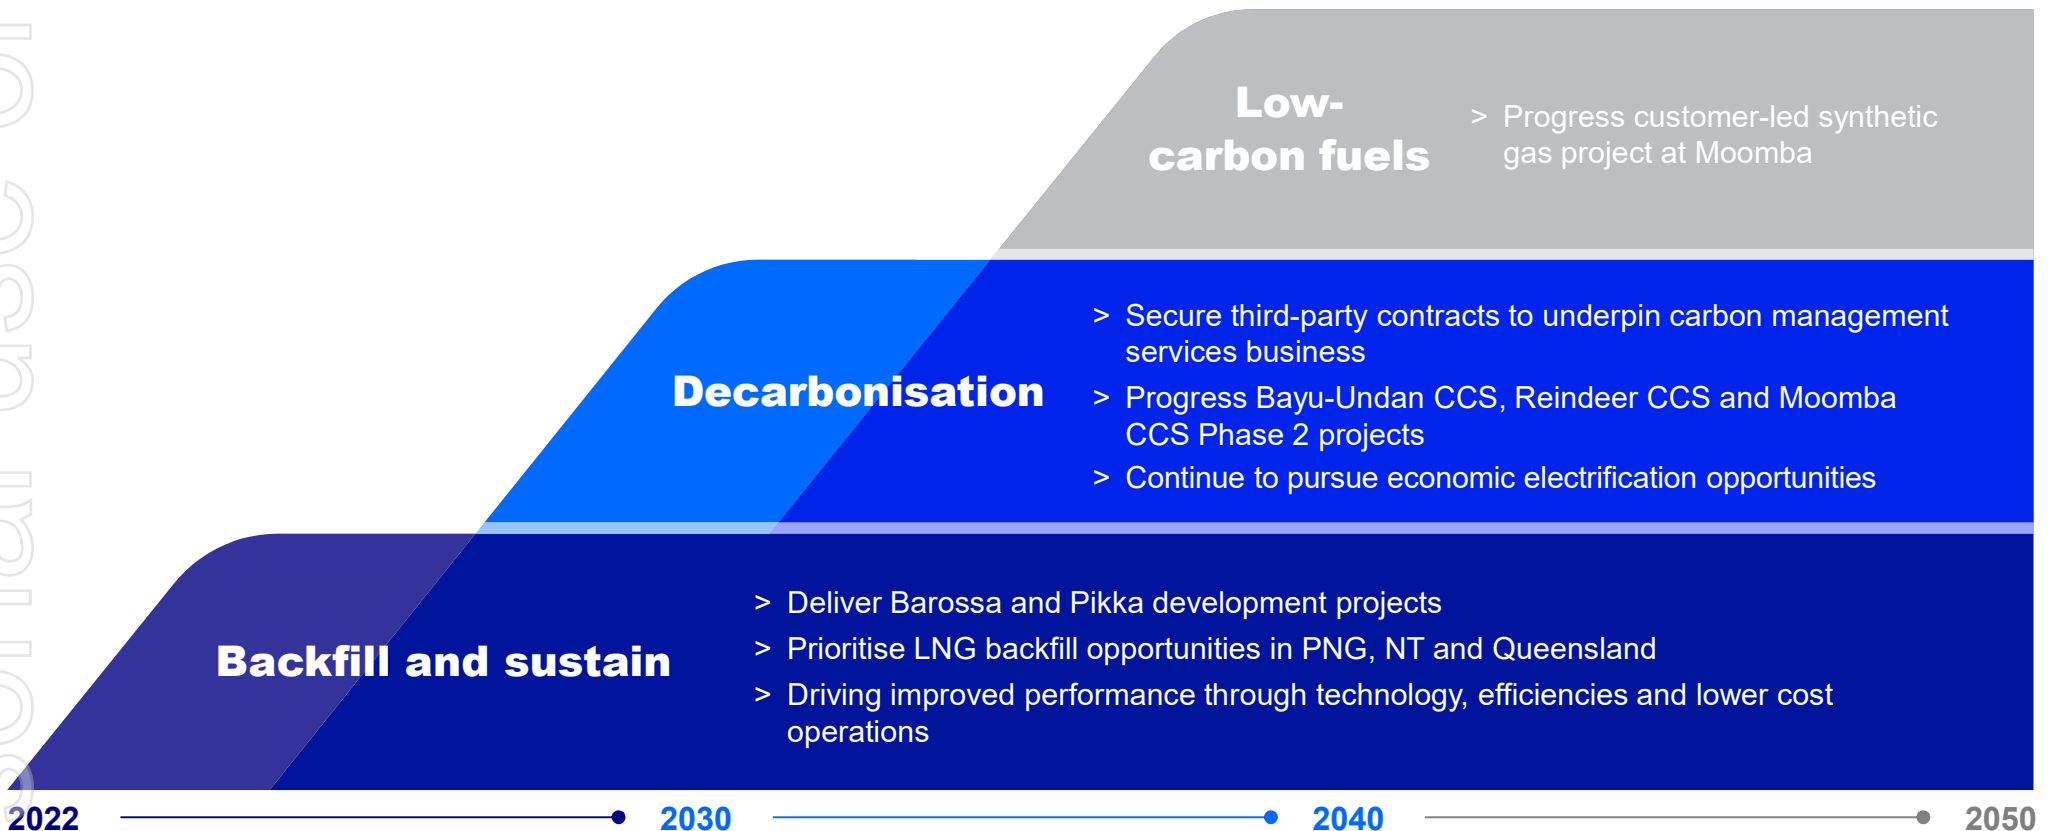 Low-
carbon fuels
> Progress customer-led synthetic
gas project at Moomba
Decarbonisation
> Secure third-party contracts to underpin carbon management
services business
> Progress Bayu-Undan CCS, Reindeer CCS and Moomba
CCS Phase 2 projects
> Continue to pursue economic electrification opportunities
Backfill and sustain
> Deliver Barossa and Pikka development projects
> Prioritise LNG backfill opportunities in PNG, NT and Queensland
> Driving improved performance through technology, efficiencies and lower cost
operations
2022 2030 2040 2050